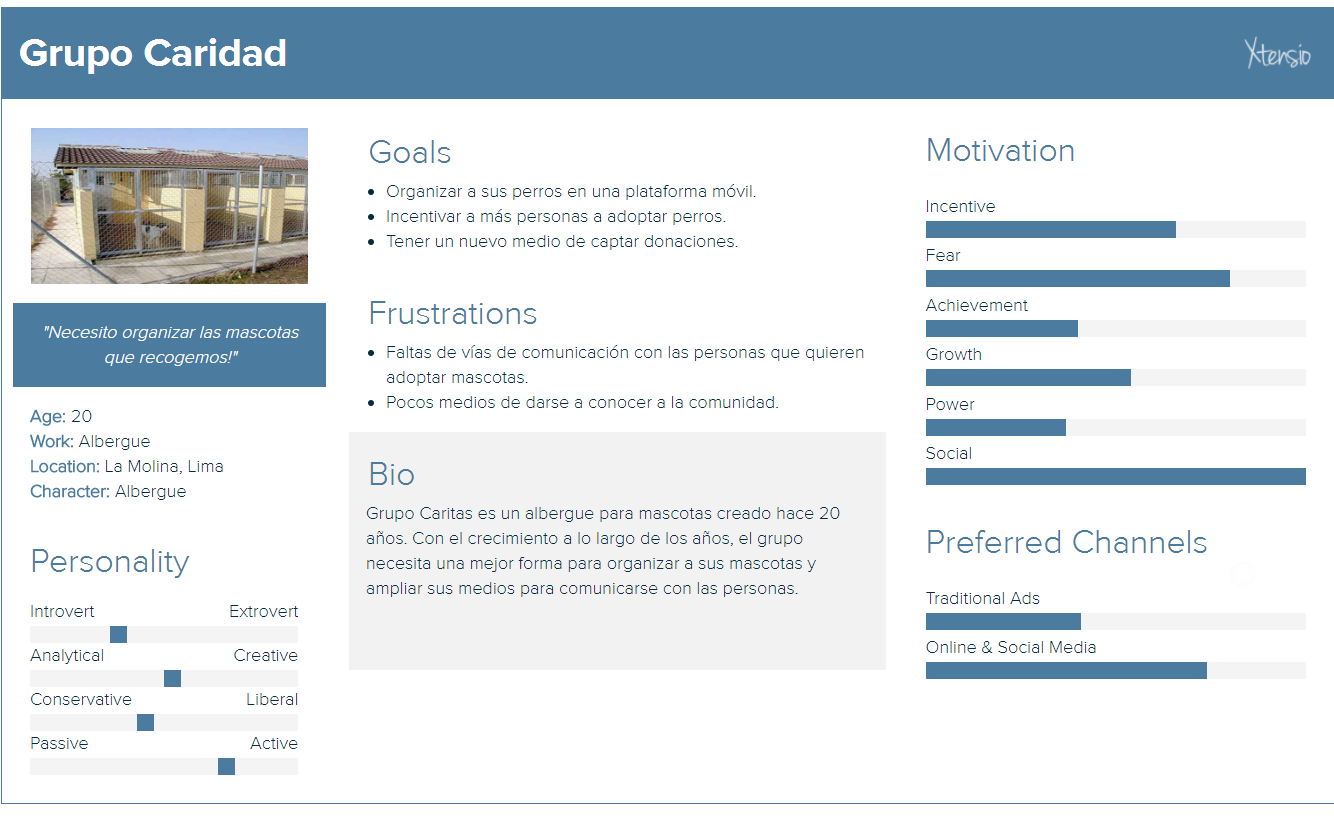 Grupo Caridad
Xtensio
"Necesito organizar las mascotas
que recogemos!"
Age: 20
Work: Albergue
Location: La Molina, Lima
Character: Albergue
Personality
Introvert Extrovert
Analytical Creative
Conservative Liberal
Passive Active
Goals
Organizar a sus perros en una plataforma móvil.
Incentivar a más personas a adoptar perros.
Tener un nuevo medio de captar donaciones.
Frustrations
Faltas de vías de comunicación con las personas que quieren
adoptar mascotas.
Pocos medios de darse a conocer a la comunidad.
Bio
Grupo Caritas es un albergue para mascotas creado hace 20
años. Con el crecimiento a lo largo de los años, el grupo
necesita una mejor forma para organizar a sus mascotas y
ampliar sus medios para comunicarse con las personas.
Motivation
Incentive
Fear
Achievement
Growth
Power
Social
Preferred Channels
Traditional Ads
Online & Social Media